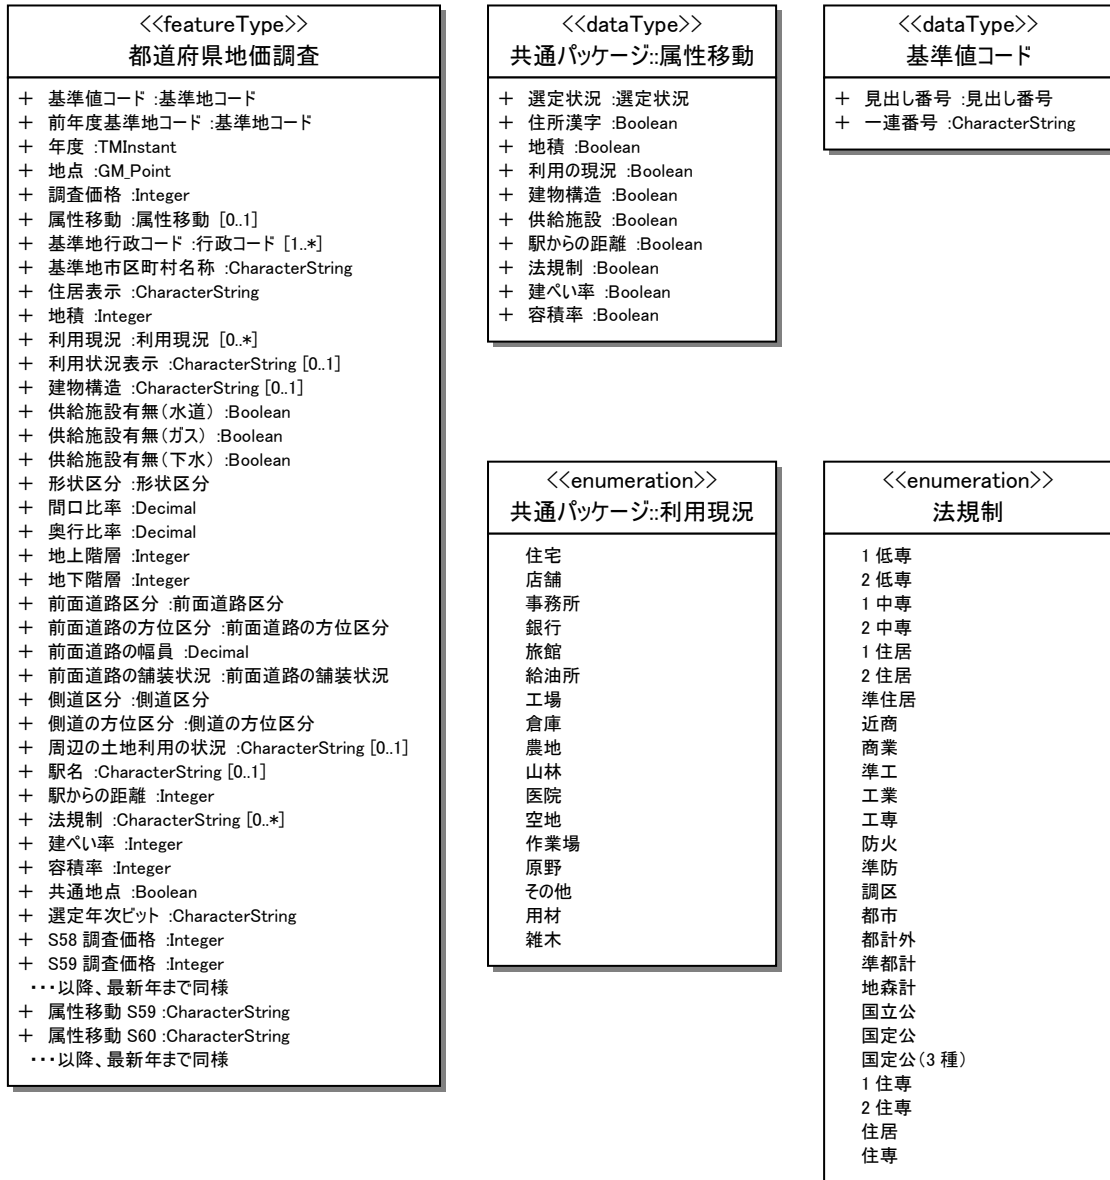 <<featureType>>
都道府県地価調査
+ 基準値コード :基準地コード
+ 前年度基準地コード :基準地コード
+ 年度 :TMInstant
+ 地点 :GM_Point
+ 調査価格 :Integer
+ 属性移動 :属性移動 [0..1]
+ 基準地行政コード :行政コード [1..*]
+ 基準地市区町村名称 :CharacterString
+ 住居表示 :CharacterString
+ 地積 :Integer
+ 利用現況 :利用現況 [0..*]
+ 利用状況表示 :CharacterString [0..1]
+ 建物構造 :CharacterString [0..1]
+ 供給施設有無(水道) :Boolean
+ 供給施設有無(ガス) :Boolean
+ 供給施設有無(下水) :Boolean
+ 形状区分 :形状区分
+ 間口比率 :Decimal
+ 奥行比率 :Decimal
+ 地上階層 :Integer
+ 地下階層 :Integer
+ 前面道路区分 :前面道路区分
+ 前面道路の方位区分 :前面道路の方位区分
+ 前面道路の幅員 :Decimal
+ 前面道路の舗装状況 :前面道路の舗装状況
+ 側道区分 :側道区分
+ 側道の方位区分 :側道の方位区分
+ 周辺の土地利用の状況 :CharacterString [0..1]
+ 駅名 :CharacterString [0..1]
+ 駅からの距離 :Integer
+ 法規制 :CharacterString [0..*]
+ 建ぺい率 :Integer
+ 容積率 :Integer
+ 共通地点 :Boolean
+ 選定年次ビット :CharacterString
+ S58 調査価格 :Integer
+ S59 調査価格 :Integer
・・・以降、最新年まで同様
+ 属性移動 S59 :CharacterString
+ 属性移動 S60 :CharacterString
・・・以降、最新年まで同様
<<dataType>>
共通パッケージ::属性移動
+ 選定状況 :選定状況
+ 住所漢字 :Boolean
+ 地積 :Boolean
+ 利用の現況 :Boolean
+ 建物構造 :Boolean
+ 供給施設 :Boolean
+ 駅からの距離 :Boolean
+ 法規制 :Boolean
+ 建ぺい率 :Boolean
+ 容積率 :Boolean
<<dataType>>
基準値コード
+ 見出し番号 :見出し番号
+ 一連番号 :CharacterString
<<enumeration>>
共通パッケージ::利用現況
住宅
店舗
事務所
銀行
旅館
給油所
工場
倉庫
農地
山林
医院
空地
作業場
原野
その他
用材
雑木
<<enumeration>>
法規制
1 低専
2 低専
1 中専
2 中専
1 住居
2 住居
準住居
近商
商業
準工
工業
工専
防火
準防
調区
都市
都計外
準都計
地森計
国立公
国定公
国定公(3 種)
1 住専
2 住専
住居
住専